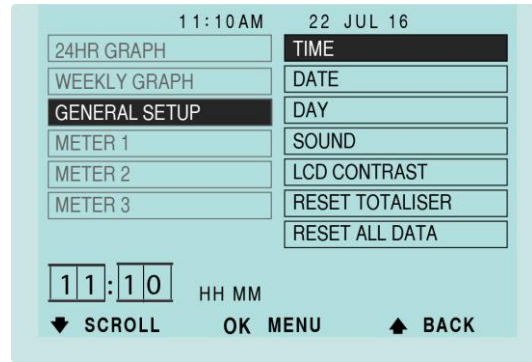 11:10AM 22 JUL 16
24HR GRAPH
WEEKLY GRAPH
GENERAL SETUP
METER 1
METER 2
METER 3
TIME
DATE
DAY
SOUND
LCD CONTRAST
RESET TOTALISER
RESET ALL DATA
11:10 HH MM
SCROLL OK MENU BACK